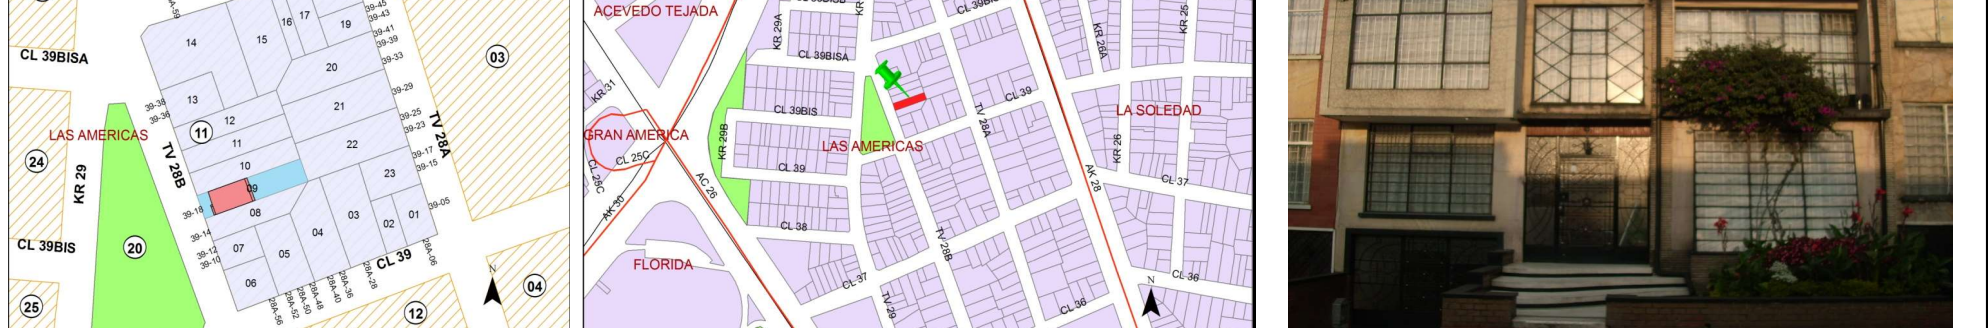 CL 39BISA
24
KR 29
CL 39BIS
25
20
LAS AMERICAS
TV 28B
11
14
15
16
17
19
20
13
12
11
10
09
08
07
06
05
04
03
02
01
21
22
23
39-38
39-36
39-18
39-14
39-12
39-10
28A-56
28A-52
28A-50
28A-48
28A-40
28A-36
28A-28
28A-06
CL 39
39-45
39-43
39-41
39-39
39-33
39-29
39-25
39-23
39-17
39-15
39-05
TV 28A
03
04
12
N
ACEVEDO TEJADA
KR 31
GRAN AMERICA
CL 25C
CL 25C
AK 30
AC 26
FLORIDA
KR 29A
KR 29B
CL 39BISA
CL 39BIS
CL 39
CL 38
CL 37
LAS AMERICAS
CL 39BIS
TV 28A
CL 39
TV 28B
TV 29
CL 36
AK 28
KR 26A
KR 25
LA SOLEDAD
KR 26
CL 37
CL 36
N